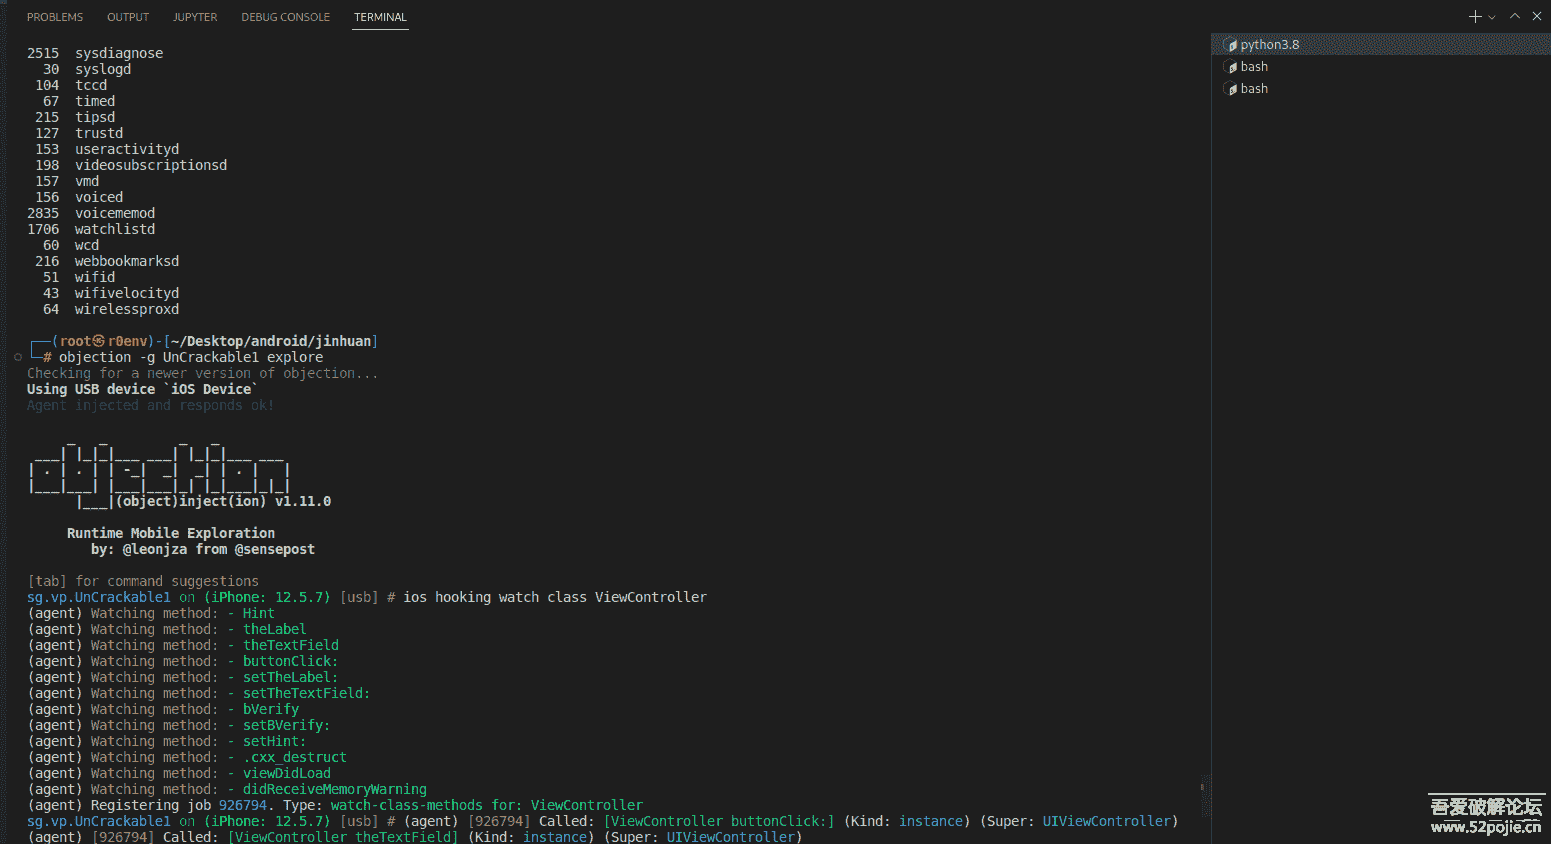 PROBLEMS OUTPUT JUPYTER DEBUG CONSOLE TERMINAL
python3.8
bash
bash
2515 sysdiagnose
30 syslogd
104 tccd
67 timed
215 tipsd
127 trustd
153 useractivityd
198 videosubscriptionsd
157 vmd
156 voiced
2835 voicememod
1706 watchlistd
60 wcd
216 webbookmarksd
51 wifid
43 wifivelocityd
64 wirelessproxd
┌──(root㉿r0env)-[~/Desktop/android/jinhuan]
└─# objection -g UnCrackable1 explore
Checking for a newer version of objection...
Using USB device `iOS Device`
Agent injected and responds ok!
|___|(object)inject(ion) v1.11.0
Runtime Mobile Exploration
by: @leonjza from @sensepost
[tab] for command suggestions
sg.vp.UnCrackable1 on (iPhone: 12.5.7) [usb] # ios hooking watch class ViewController
(agent) Watching method: - Hint
(agent) Watching method: - theLabel
(agent) Watching method: - theTextField
(agent) Watching method: - buttonClick:
(agent) Watching method: - setTheLabel:
(agent) Watching method: - setTheTextField:
(agent) Watching method: - bVerify
(agent) Watching method: - setBVerify:
(agent) Watching method: - setHint:
(agent) Watching method: - .cxx_destruct
(agent) Watching method: - viewDidLoad
(agent) Watching method: - didReceiveMemoryWarning
(agent) Registering job 926794. Type: watch-class-methods for: ViewController
sg.vp.UnCrackable1 on (iPhone: 12.5.7) [usb] # (agent) [926794] Called: [ViewController buttonClick:] (Kind: instance) (Super: UIViewController)
(agent) [926794] Called: [ViewController theTextField] (Kind: instance) (Super: UIViewController)
吾爱破解论坛
www.52pojie.cn